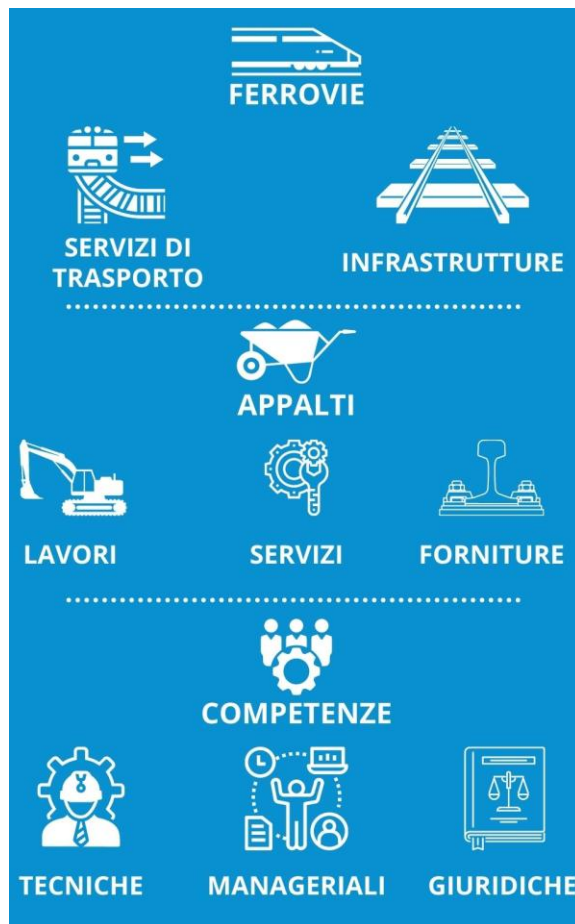 FERROVIE
SERVIZI DI
TRASPORTO
INFRASTRUTTURE
APPALTI
LAVORI
SERVIZI
FORNITURE
COMPETENZE
TECNICHE
MANAGERIALI
GIURIDICHE